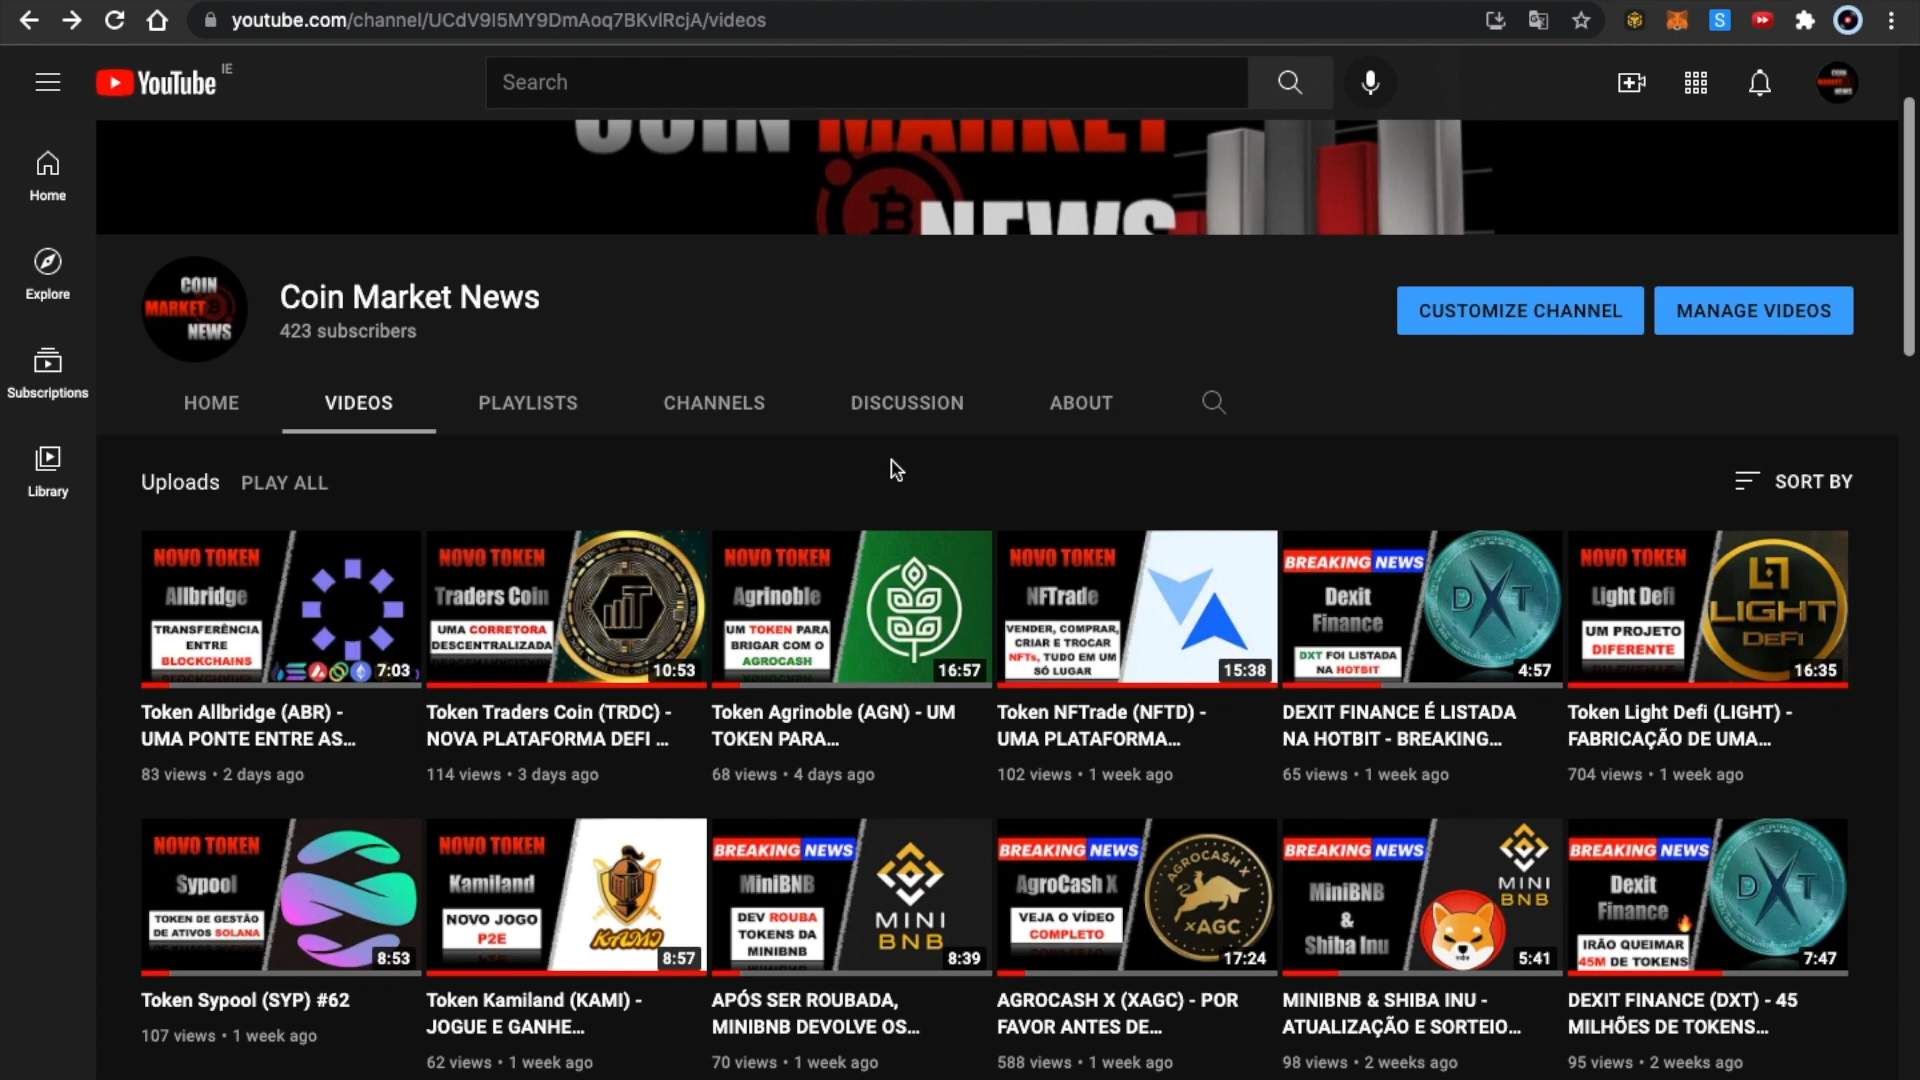 youtube.com/channel/UCdV9I5MY9DmAoq7BKvIRcjA/videos
YouTube IE
Search
COIN MARKET
NEWS
Home
Explore
Subscriptions
Library
COIN
MARKET
NEWS
Coin Market News
423 subscribers
CUSTOMIZE CHANNEL
MANAGE VIDEOS
HOME
VIDEOS
PLAYLISTS
CHANNELS
DISCUSSION
ABOUT
Uploads
PLAY ALL
SORT BY
NOVO TOKEN
Allbridge
TRANSFERÊNCIA
ENTRE
BLOCKCHAINS
7:03
Token Allbridge (ABR) -
UMA PONTE ENTRE AS...
83 views • 2 days ago
NOVO TOKEN
Traders Coin
UMA CORRETORA
DESCENTRALIZADA
10:53
Token Traders Coin (TRDC) -
NOVA PLATAFORMA DEFI ...
114 views • 3 days ago
NOVO TOKEN
Agrinoble
UM TOKEN PARA
BRIGAR COM O
AGROCASH
16:57
Token Agrinoble (AGN) - UM
TOKEN PARA...
68 views • 4 days ago
NOVO TOKEN
NFTrade
VENDER, COMPRAR,
CRIAR E TROCAR
NFTs, TUDO EM UM
SÓ LUGAR
15:38
Token NFTrade (NFTD) -
UMA PLATAFORMA...
102 views • 1 week ago
BREAKING NEWS
Dexit
Finance
DXT FOI LISTADA
NA HOTBIT
DXT
4:57
DEXIT FINANCE É LISTADA
NA HOTBIT - BREAKING...
65 views • 1 week ago
NOVO TOKEN
Light Defi
UM PROJETO
DIFERENTE
LIGHT
DEFI
16:35
Token Light Defi (LIGHT) -
FABRICAÇÃO DE UMA...
704 views • 1 week ago
NOVO TOKEN
Sypool
TOKEN DE GESTÃO
DE ATIVOS SOLANA
8:53
Token Sypool (SYP) #62
107 views • 1 week ago
NOVO TOKEN
Kamiland
NOVO JOGO
P2E
KAMI
8:57
Token Kamiland (KAMI) -
JOGUE E GANHE...
62 views • 1 week ago
BREAKING NEWS
MiniBNB
DEV ROUBA
TOKENS DA
MINIBNB
MINI
BNB
8:39
APÓS SER ROUBADA,
MINIBNB DEVOLVE OS...
70 views • 1 week ago
BREAKING NEWS
AgroCash X
VEJA O VÍDEO
COMPLETO
AGROCASH X
xAGC
17:24
AGROCASH X (XAGC) - POR
FAVOR ANTES DE...
588 views • 1 week ago
BREAKING NEWS
MiniBNB
&
Shiba Inu
MINI
BNB
5:41
MINIBNB & SHIBA INU -
ATUALIZAÇÃO E SORTEIO...
98 views • 2 weeks ago
BREAKING NEWS
Dexit
Finance
IRÃO QUEIMAR
45M DE TOKENS
DXT
7:47
DEXIT FINANCE (DXT) - 45
MILHÕES DE TOKENS...
95 views • 2 weeks ago